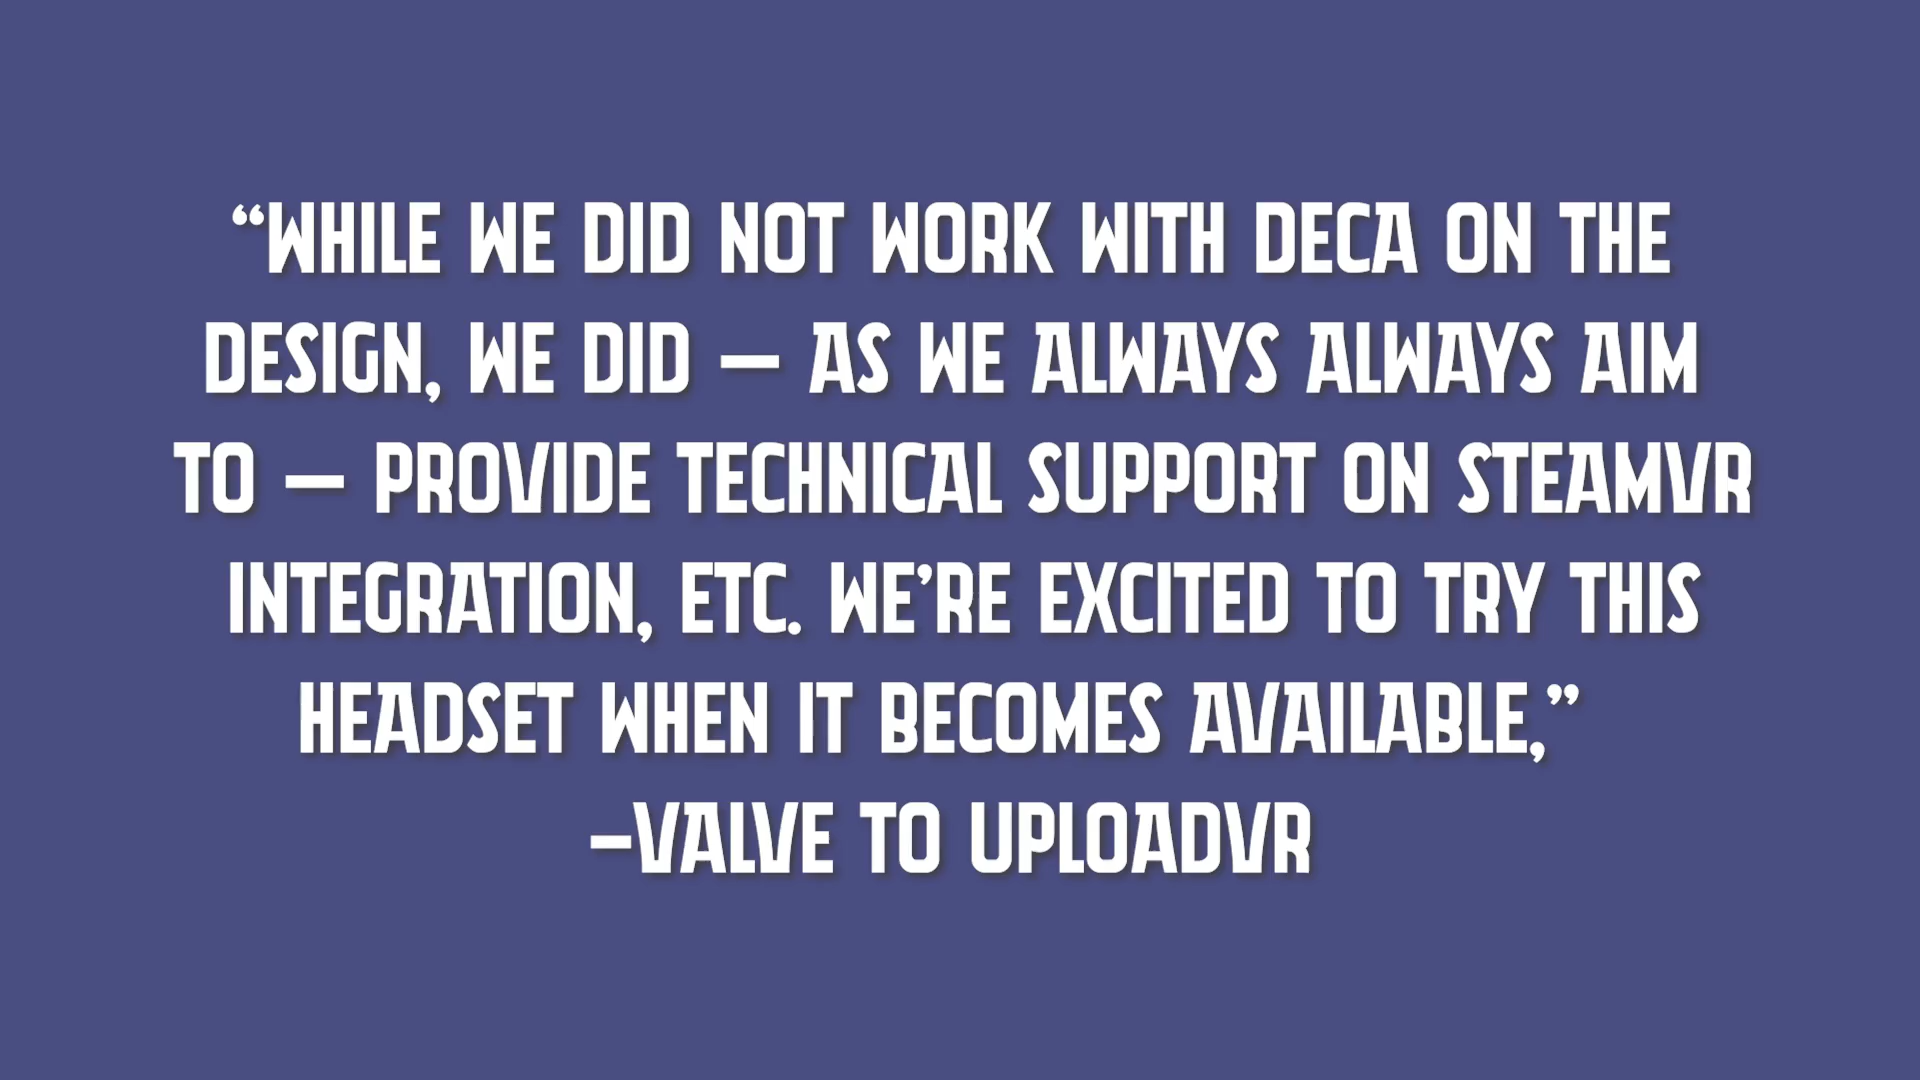 “WHILE WE DID NOT WORK WITH DECA ON THE
DESIGN, WE DID — AS WE ALWAYS ALWAYS AIM
TO — PROVIDE TECHNICAL SUPPORT ON STEAMVR
INTEGRATION, ETC. WE’RE EXCITED TO TRY THIS
HEADSET WHEN IT BECOMES AVAILABLE,”
–VALVE TO UPLOADVR